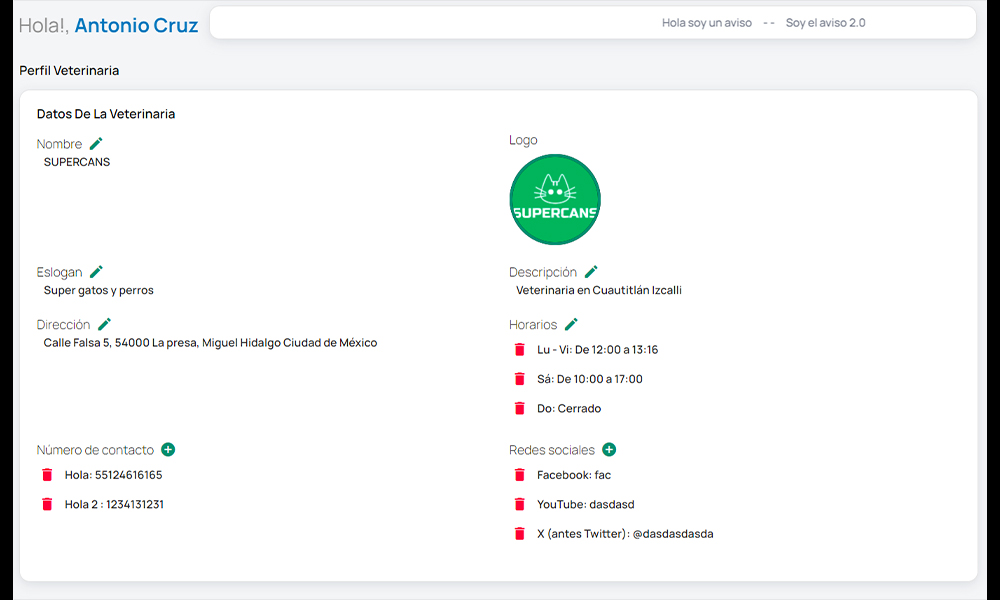 Hola!, Antonio Cruz
Hola soy un aviso -- Soy el aviso 2.0
Perfil Veterinaria
Datos De La Veterinaria
Nombre
SUPERCANS
Logo
SUPERCANS
Eslogan
Super gatos y perros
Descripción
Veterinaria en Cuautitlán Izcalli
Dirección
Calle Falsa 5, 54000 La presa, Miguel Hidalgo Ciudad de México
Horarios
Lu - Vi: De 12:00 a 13:16
Sá: De 10:00 a 17:00
Do: Cerrado
Número de contacto
Hola: 55124616165
Hola 2 : 1234131231
Redes sociales
Facebook: fac
YouTube: dasdasd
X (antes Twitter): @dasdasdasda